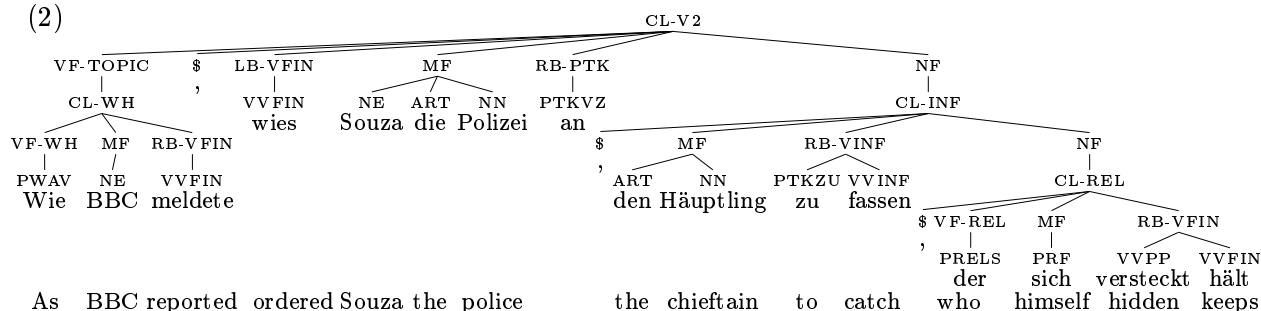 (2) CL-V2
VF-TOPIC $ LB-VFIN MF RB-PTK NF
, CL-WH VVFIN NE ART NN PTKVZ CL-INF
wies Souza die Polizei an
VF-WH MF RB-VFIN $ MF RB-VINF NF
,
PWAV NE VVFIN ART NN PTKZU VVINF CL-REL
Wie BBC meldete den Häuptling zu fassen
$ VF-REL MF RB-VFIN
,
PRELS PRF VVPP VVFIN
der sich versteckt hält
As BBC reported ordered Souza the police the chieftain to catch who himself hidden keeps